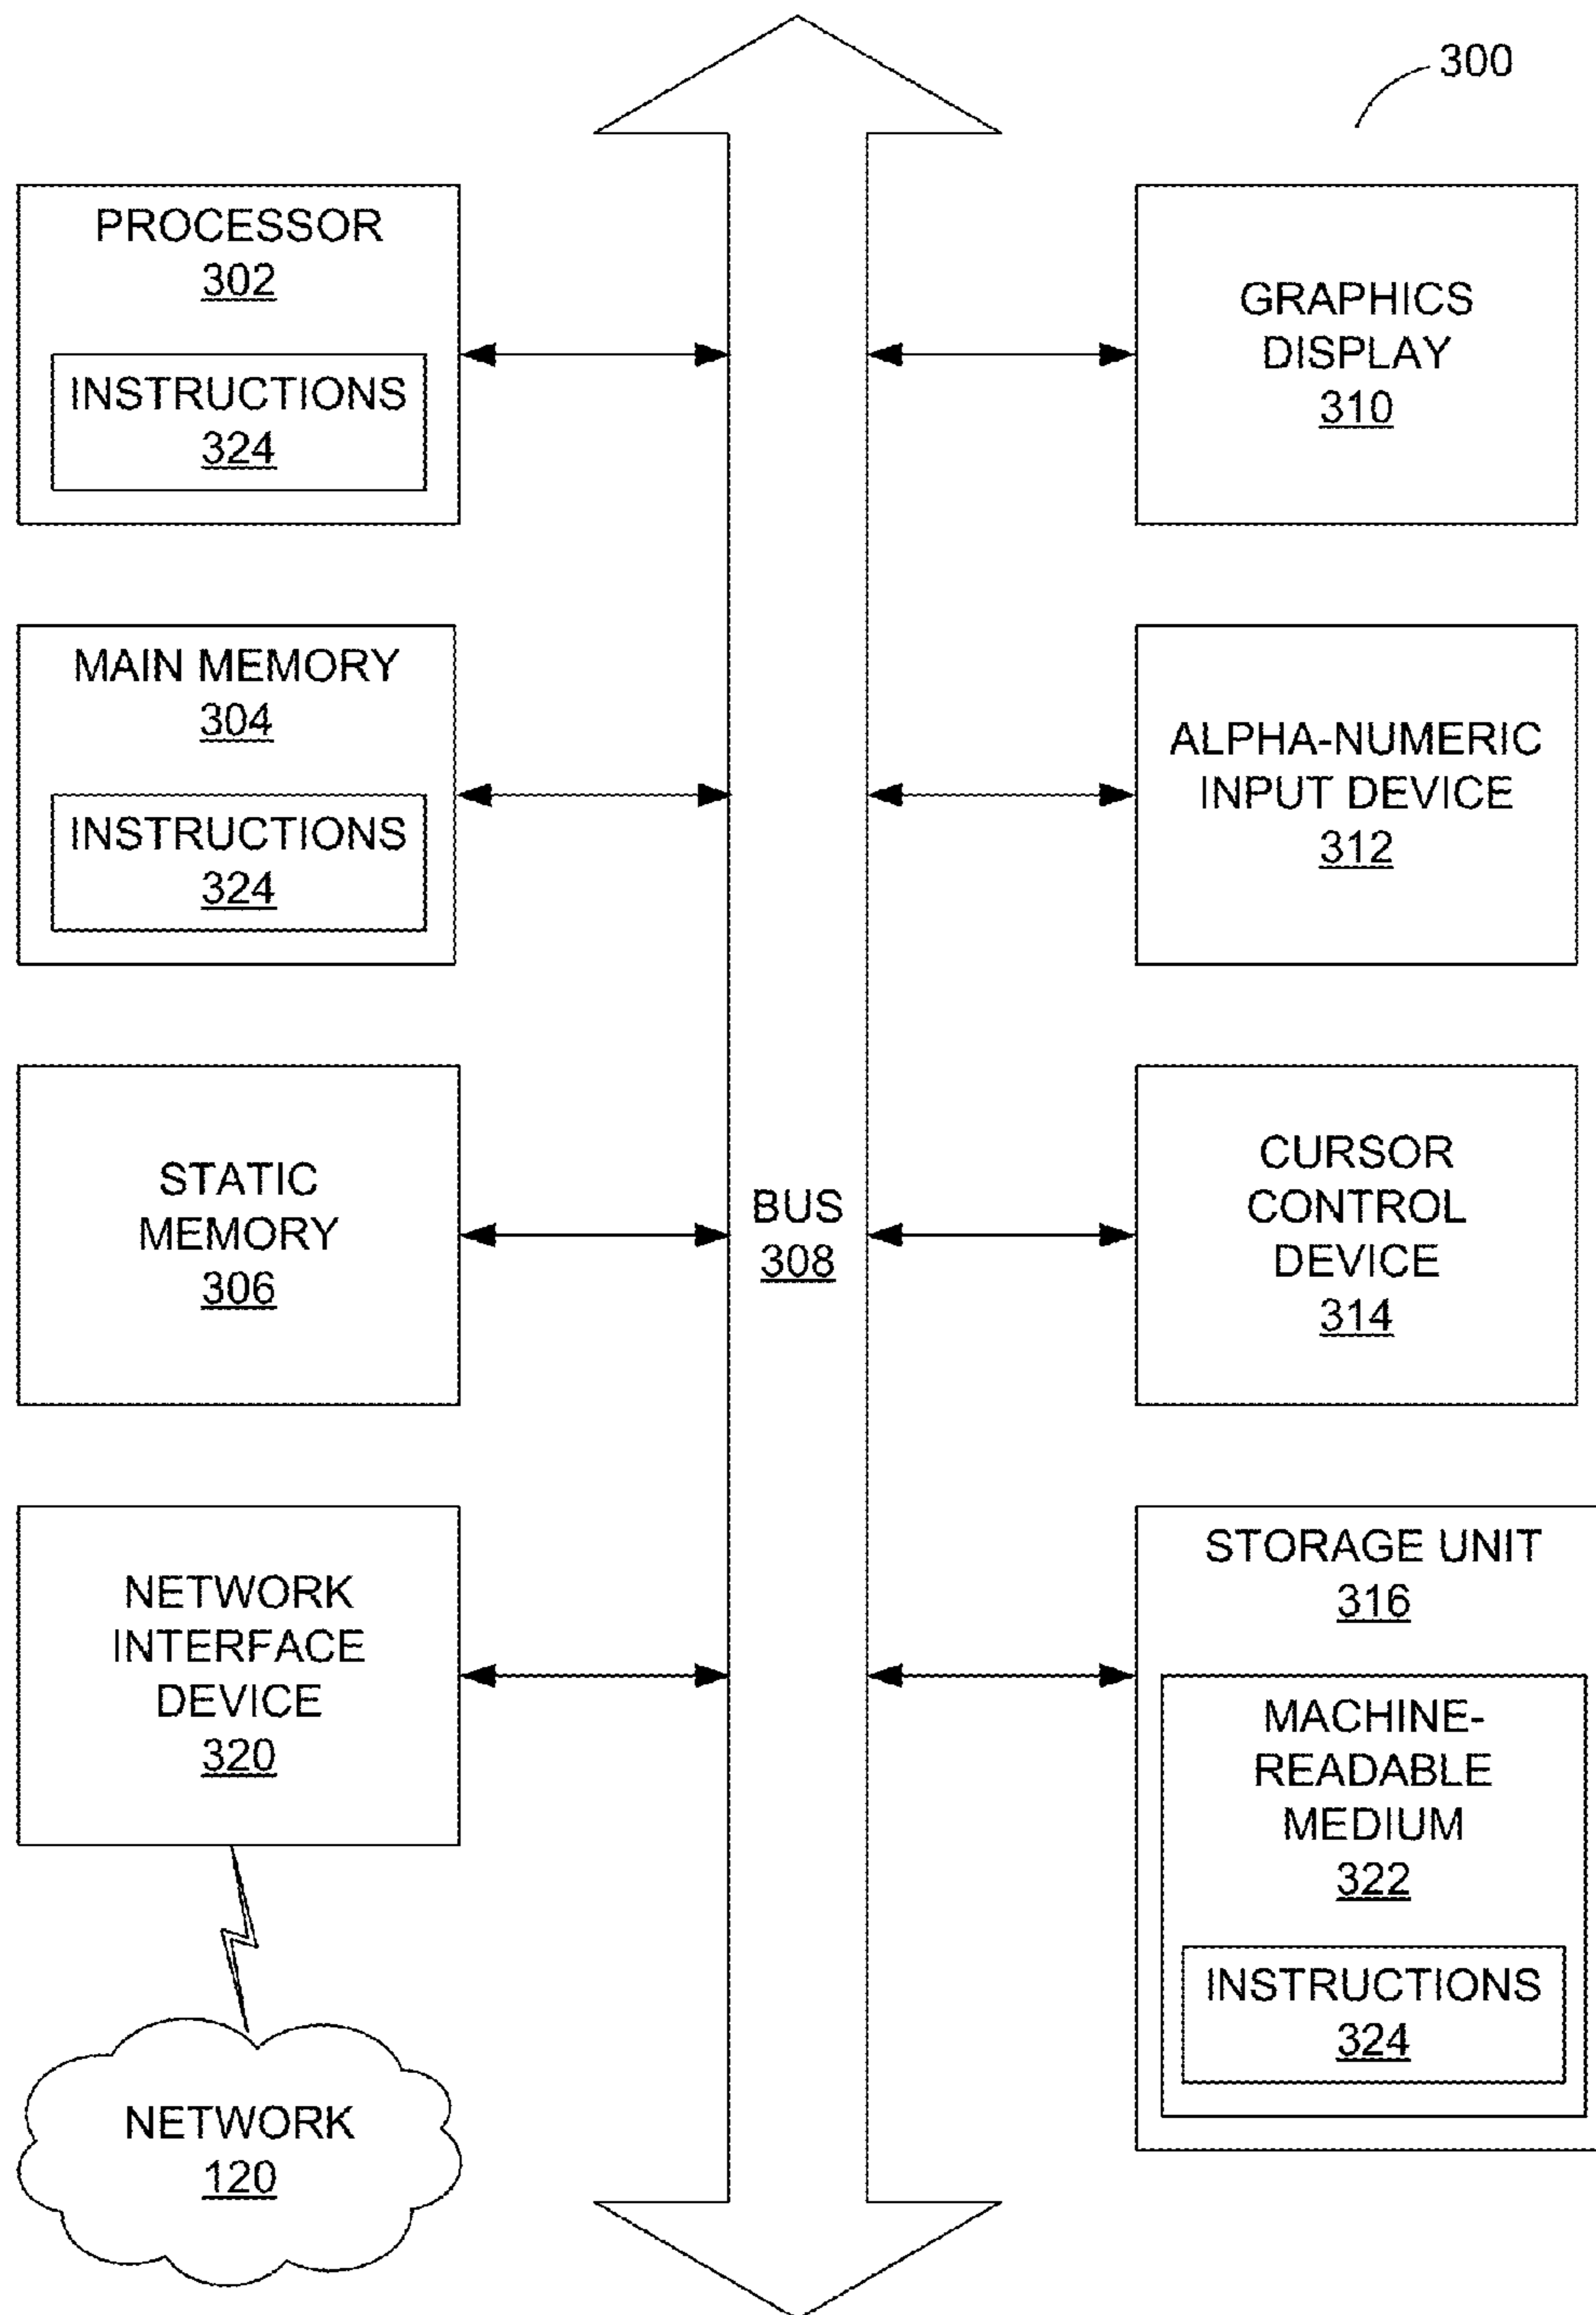 300
PROCESSOR
302
INSTRUCTIONS
324
MAIN MEMORY
304
INSTRUCTIONS
324
STATIC
MEMORY
306
NETWORK
INTERFACE
DEVICE
320
NETWORK
120
BUS
308
GRAPHICS
DISPLAY
310
ALPHA-NUMERIC
INPUT DEVICE
312
CURSOR
CONTROL
DEVICE
314
STORAGE UNIT
316
MACHINE-
READABLE
MEDIUM
322
INSTRUCTIONS
324